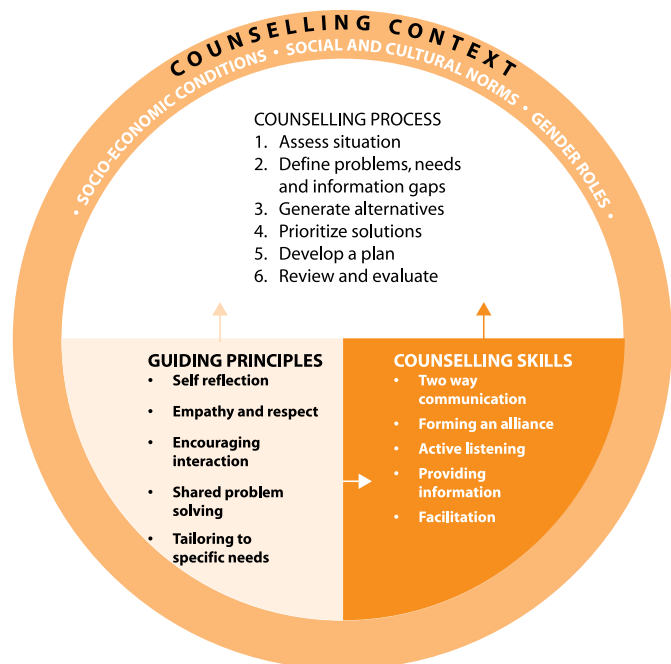 COUNSELLING CONTEXT
• SOCIO-ECONOMIC CONDITIONS • SOCIAL AND CULTURAL NORMS • GENDER ROLES •
COUNSELLING PROCESS
1. Assess situation
2. Define problems, needs
and information gaps
3. Generate alternatives
4. Prioritize solutions
5. Develop a plan
6. Review and evaluate
GUIDING PRINCIPLES
• Self reflection
• Empathy and respect
• Encouraging
interaction
• Shared problem
solving
• Tailoring to
specific needs
COUNSELLING SKILLS
• Two way
communication
• Forming an alliance
• Active listening
• Providing
information
• Facilitation